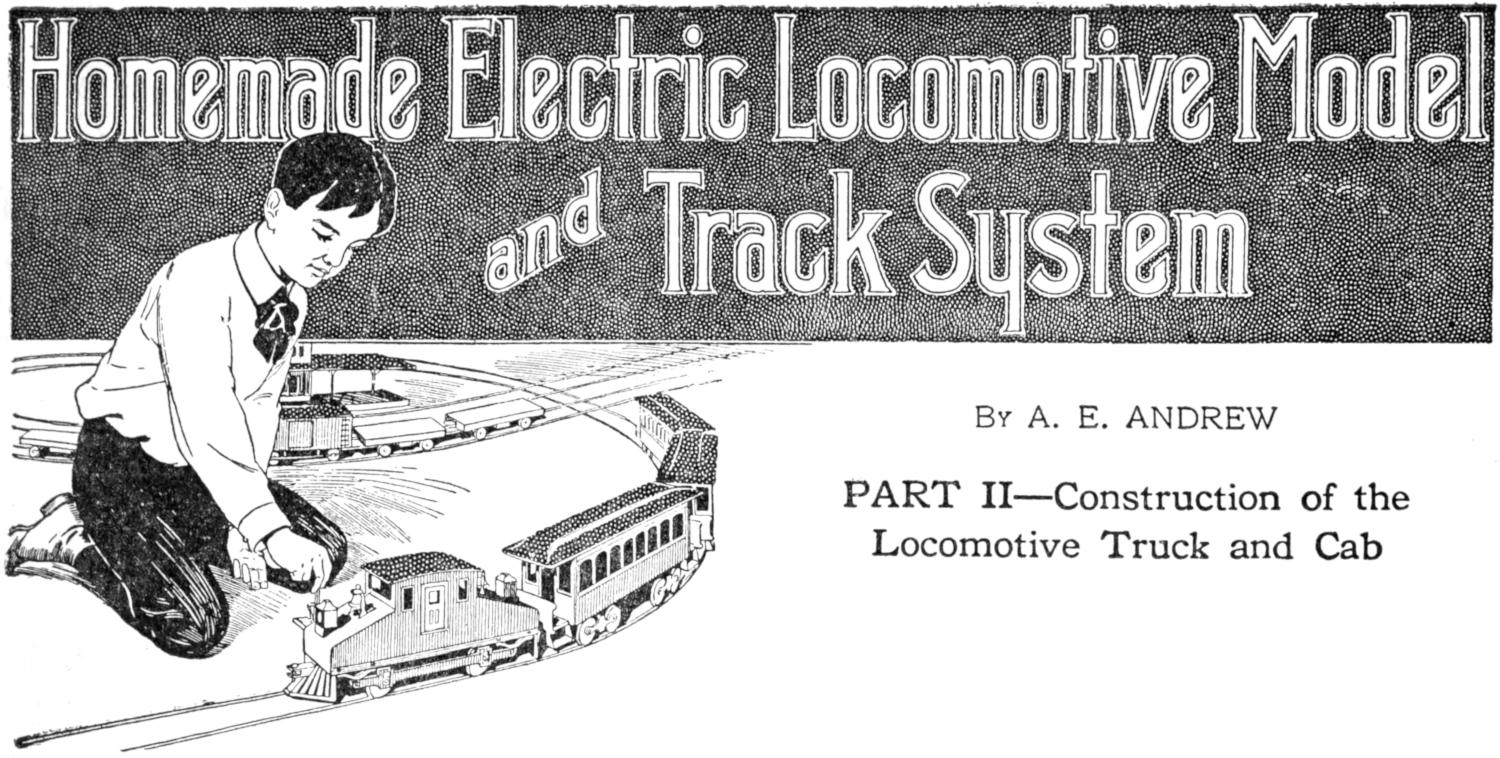 Homemade Electric Locomotive Model
and Track System
By A. E. ANDREW
PART II—Construction of the
Locomotive Truck and Cab